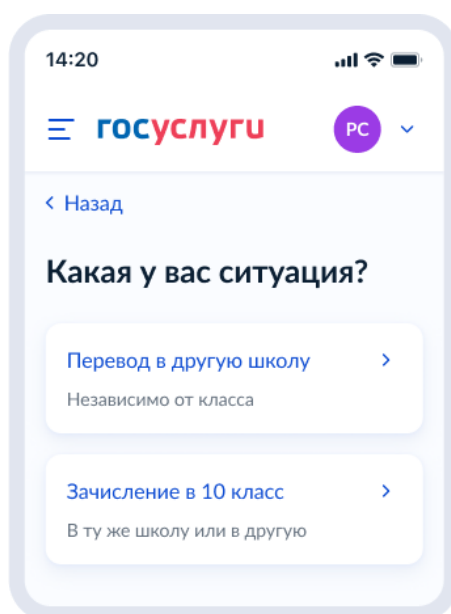 14:20
госуслуги
РС
Назад
Какая у вас ситуация?
Перевод в другую школу
Независимо от класса
Зачисление в 10 класс
В ту же школу или в другую